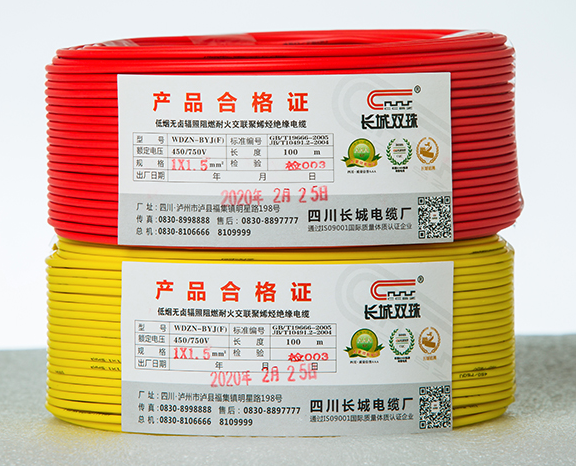 产品合格证
长城双珠®
低烟无卤辐照阻燃耐火交联聚烯烃绝缘电缆
型号 WDZN-BYJ(F) 标准编号 GB/T19666-2005 JB/T10491.2-2004
额定电压 450/750V 长度 100 m
规格 1X1.5 mm² 检验 检003
出厂日期 年 月 日
2020年 2月 25日
厂址:四川·泸州市泸县福集镇明星路198号
传真:0830-8998888 售后:0830-8897777
总机:0830-8106666 8109999
四川长城电缆厂
通过ISO9001国际质量体质认证企业
产品合格证
长城双珠®
低烟无卤辐照阻燃耐火交联聚烯烃绝缘电缆
型号 WDZN-BYJ(F) 标准编号 GB/T19666-2005 JB/T10491.2-2004
额定电压 450/750V 长度 100 m
规格 1X1.5 mm² 检验 检003
出厂日期 年 月 日
2020年 2月 25日
厂址:四川·泸州市泸县福集镇明星路198号
传真:0830-8998888 售后:0830-8897777
总机:0830-8106666 8109999
四川长城电缆厂
通过ISO9001国际质量体质认证企业